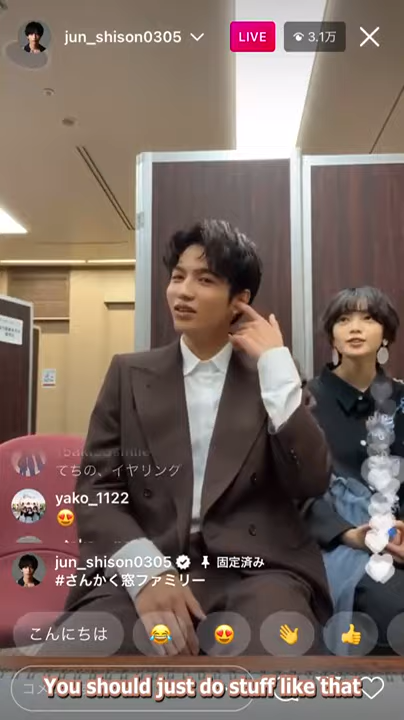 jun_shison0305
LIVE
3.1万
てちの、イヤリング
yako_1122
😍
jun_shison0305 固定済み
#さんかく窓ファミリー
こんにちは 😂 😍 👋 👍
You should just do stuff like that